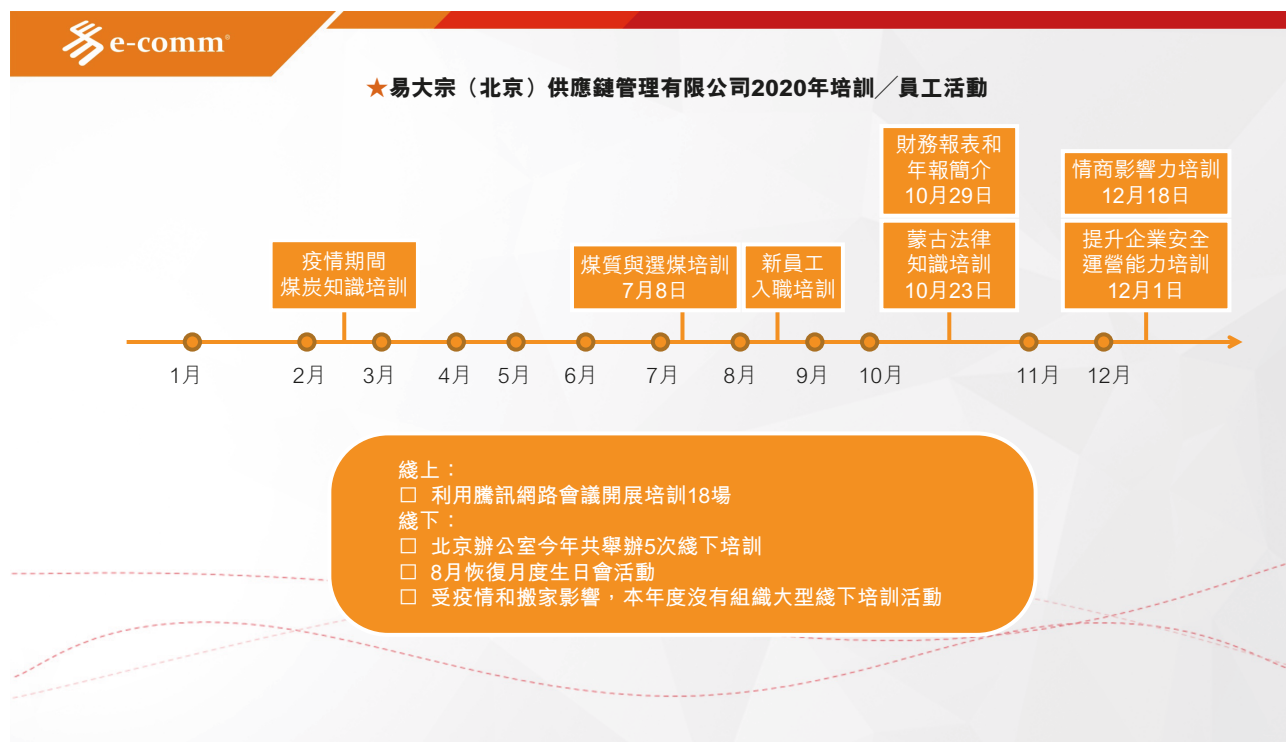 e-comm®
★易大宗（北京）供應鏈管理有限公司2020年培訓╱員工活動
疫情期間
煤炭知識培訓
煤質與選煤培訓
7月8日
新員工
入職培訓
財務報表和
年報簡介
10月29日
蒙古法律
知識培訓
10月23日
情商影響力培訓
12月18日
提升企業安全
運營能力培訓
12月1日
1月
2月
3月
4月
5月
6月
7月
8月
9月
10月
11月
12月
綫上：
□ 利用騰訊網路會議開展培訓18場
綫下：
□ 北京辦公室今年共舉辦5次綫下培訓
□ 8月恢復月度生日會活動
□ 受疫情和搬家影響，本年度沒有組織大型綫下培訓活動